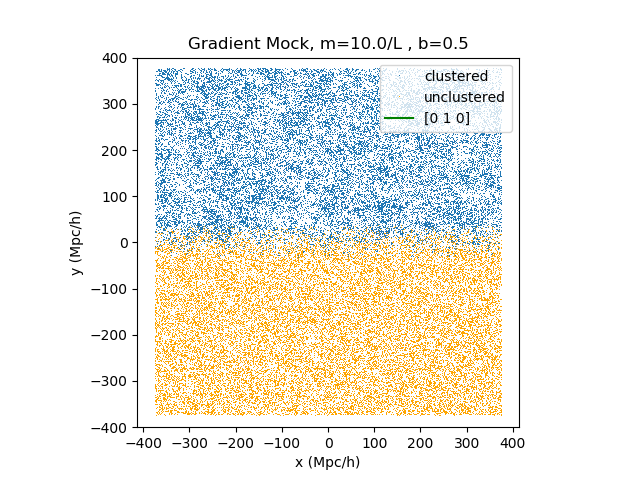 Gradient Mock, m=10.0/L , b=0.5
clustered
unclustered
[0 1 0]
400
300
200
100
0
−100
−200
−300
−400
y (Mpc/h)
−400 −300 −200 −100 0 100 200 300 400
x (Mpc/h)